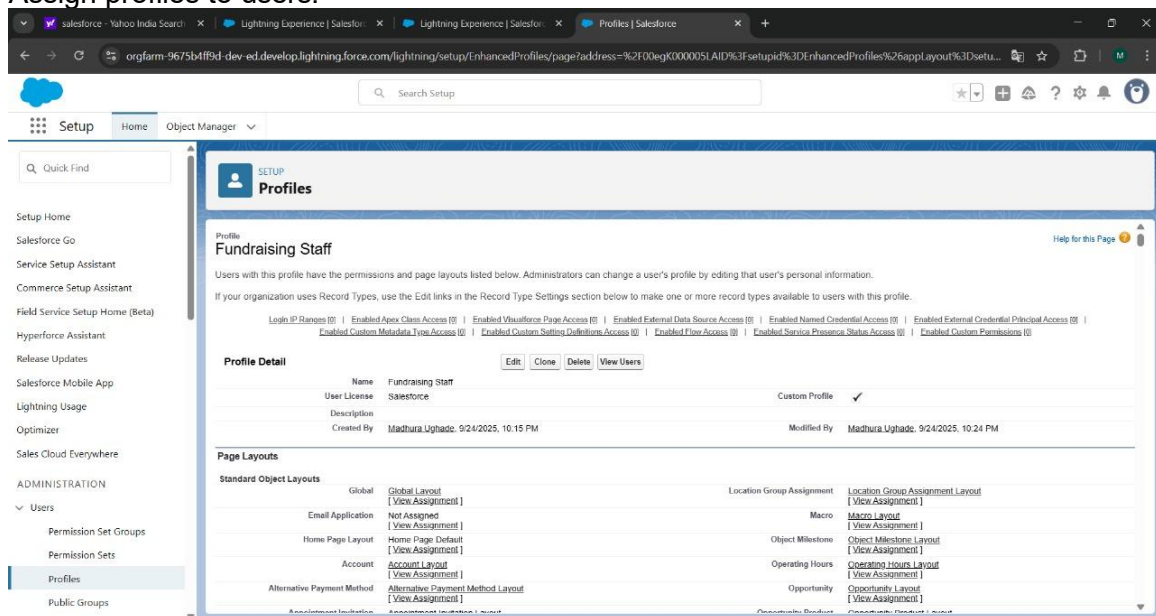 Assign profiles to users.
salesforce - Yahoo India Search
Lightning Experience | Salesforc
Lightning Experience | Salesforc
Profiles | Salesforce
orgfarm-9675b4ff9d-dev-ed.develop.lightning.force.com/lightning/setup/EnhancedProfiles/page?address=%2F00egK000005LAID%3Fsetupid%3DEnhancedProfiles%26appLayout%3Dsetu...
M
Search Setup
Setup Home Object Manager
Quick Find
Setup Home
Salesforce Go
Service Setup Assistant
Commerce Setup Assistant
Field Service Setup Home (Beta)
Hyperforce Assistant
Release Updates
Salesforce Mobile App
Lightning Usage
Optimizer
Sales Cloud Everywhere
ADMINISTRATION
Users
Permission Set Groups
Permission Sets
Profiles
Public Groups
SETUP
Profiles
Profile
Fundraising Staff
Help for this Page
Users with this profile have the permissions and page layouts listed below. Administrators can change a user's profile by editing that user's personal information.
If your organization uses Record Types, use the Edit links in the Record Type Settings section below to make one or more record types available to users with this profile.
Login IP Ranges [0] | Enabled Apex Class Access [0] | Enabled Visualforce Page Access [0] | Enabled External Data Source Access [0] | Enabled Named Credential Access [0] | Enabled External Credential Principal Access [0] |
Enabled Custom Metadata Type Access [0] | Enabled Custom Setting Definitions Access [0] | Enabled Flow Access [0] | Enabled Service Presence Status Access [0] | Enabled Custom Permissions [0]
Profile Detail Edit Clone Delete View Users
Name Fundraising Staff
User License Salesforce Custom Profile ✓
Description
Created By Madhura Ughade, 9/24/2025, 10:15 PM Modified By Madhura Ughade, 9/24/2025, 10:24 PM
Page Layouts
Standard Object Layouts
Global Global Layout Location Group Assignment Location Group Assignment Layout
[ View Assignment ] [ View Assignment ]
Email Application Not Assigned Macro Macro Layout
[ View Assignment ] [ View Assignment ]
Home Page Layout Home Page Default Object Milestone Object Milestone Layout
[ View Assignment ] [ View Assignment ]
Account Account Layout Operating Hours Operating Hours Layout
[ View Assignment ] [ View Assignment ]
Alternative Payment Method Alternative Payment Method Layout Opportunity Opportunity Layout
[ View Assignment ] [ View Assignment ]
Appointment Invitation Appointment Invitation Layout Opportunity Product Opportunity Product Layout